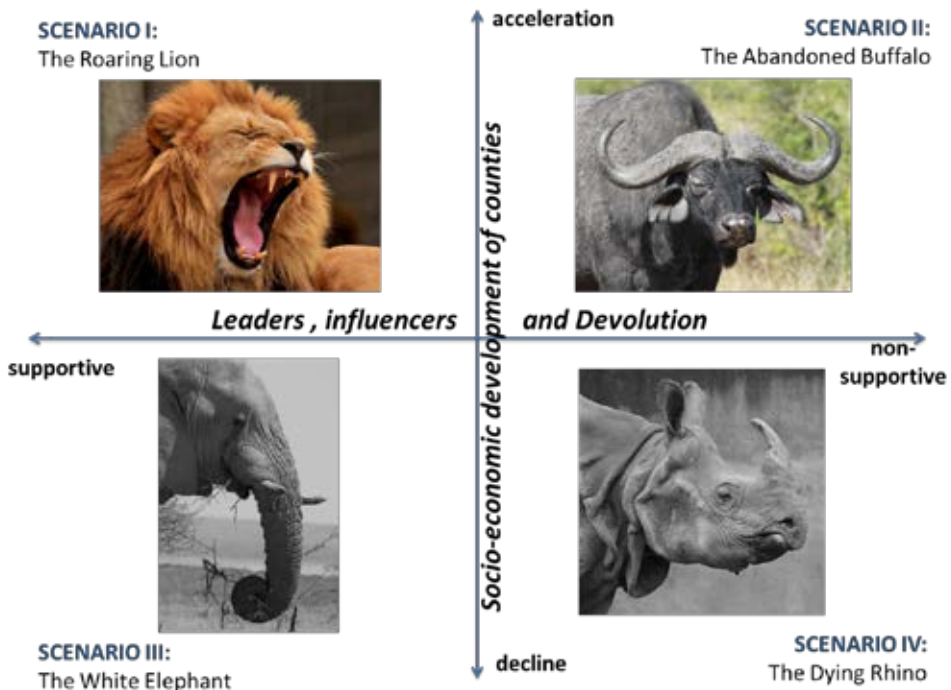 SCENARIO I:
The Roaring Lion
acceleration
SCENARIO II:
The Abandoned Buffalo
Socio-economic development of counties
Leaders , influencers and Devolution
supportive
non-
supportive
SCENARIO III:
The White Elephant
decline
SCENARIO IV:
The Dying Rhino